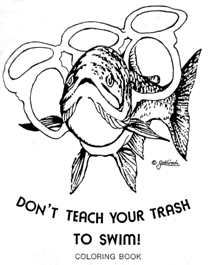 DON'T TEACH YOUR TRASH
TO SWIM!
COLORING BOOK